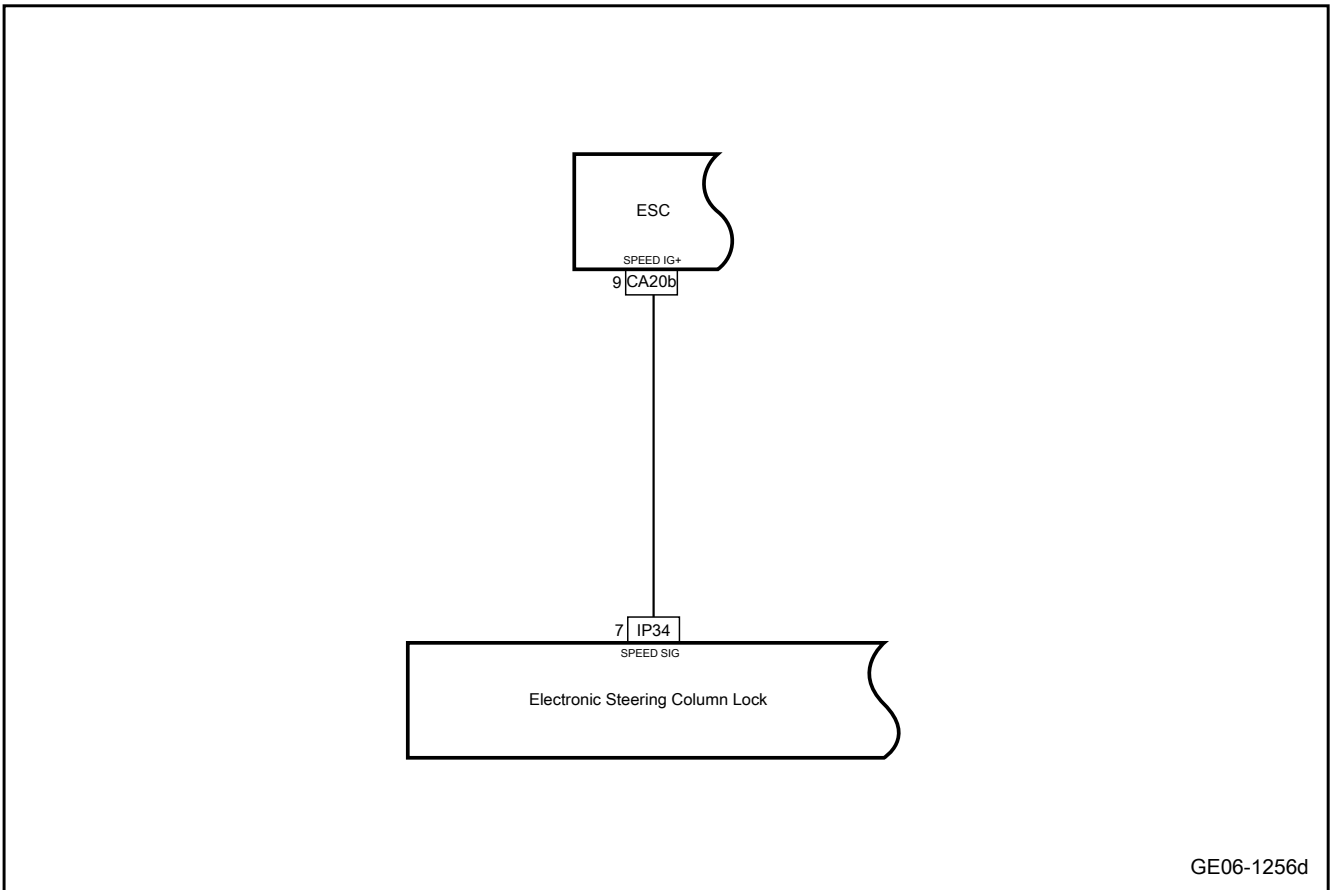 ESC
SPEED IG+
9 CA20b
7 IP34
SPEED SIG
Electronic Steering Column Lock
GE06-1256d